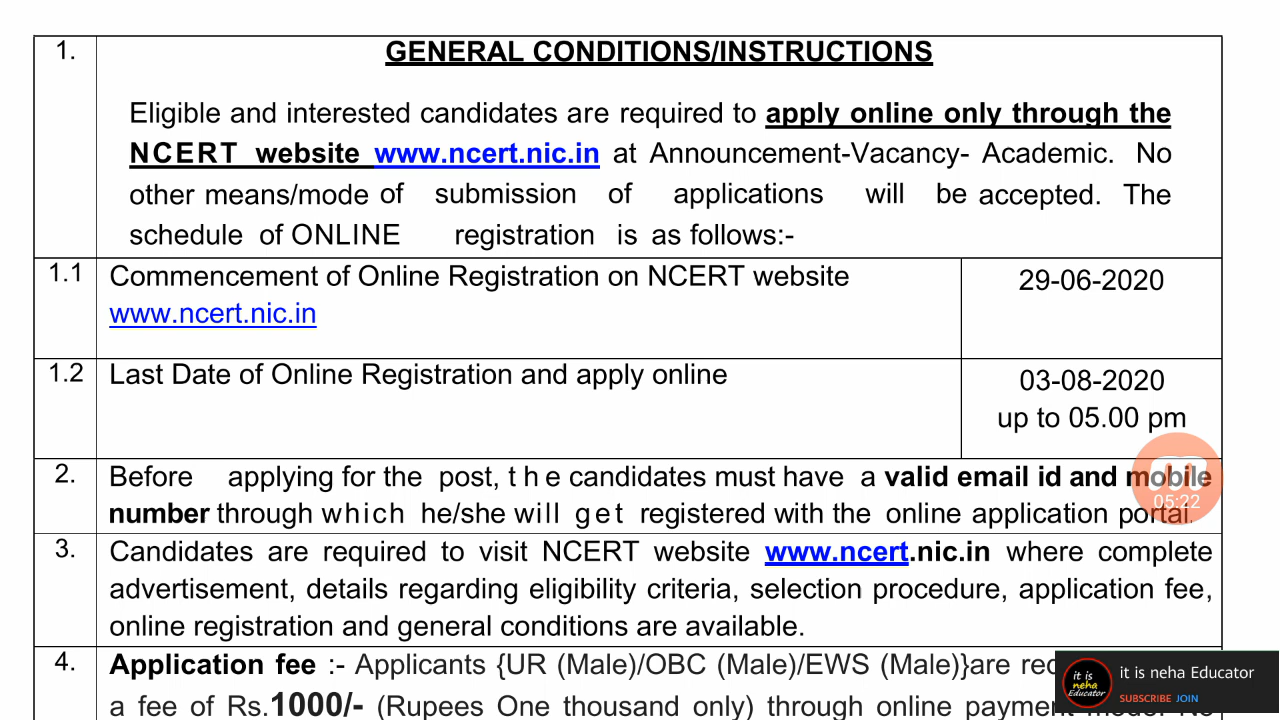 1. GENERAL CONDITIONS/INSTRUCTIONS
Eligible and interested candidates are required to apply online only through the
NCERT website www.ncert.nic.in at Announcement-Vacancy- Academic. No
other means/mode of submission of applications will be accepted. The
schedule of ONLINE registration is as follows:-
1.1 Commencement of Online Registration on NCERT website 29-06-2020
www.ncert.nic.in
1.2 Last Date of Online Registration and apply online 03-08-2020
up to 05.00 pm
2. Before applying for the post, the candidates must have a valid email id and mobile
number through which he/she will get registered with the online application portal.
05:22
3. Candidates are required to visit NCERT website www.ncert.nic.in where complete
advertisement, details regarding eligibility criteria, selection procedure, application fee,
online registration and general conditions are available.
4. Application fee :- Applicants {UR (Male)/OBC (Male)/EWS (Male)}are
a fee of Rs.1000/- (Rupees One thousand only) through online payment
it is neha Educator
it is
neha
Educator
SUBSCRIBE JOIN